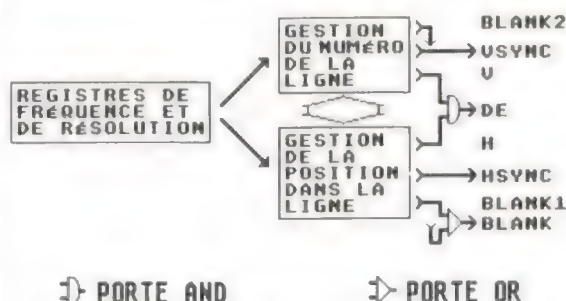 REGISTRES DE
FRÉQUENCE ET
DE RÉSOLUTION
GESTION
DU NUMÉRO
DE LA
LIGNE
BLANK2
VSYNC
V
DE
GESTION
DE LA
POSITION
DANS LA
LIGNE
H
HSYNC
BLANK1
BLANK
PORTE AND
PORTE OR